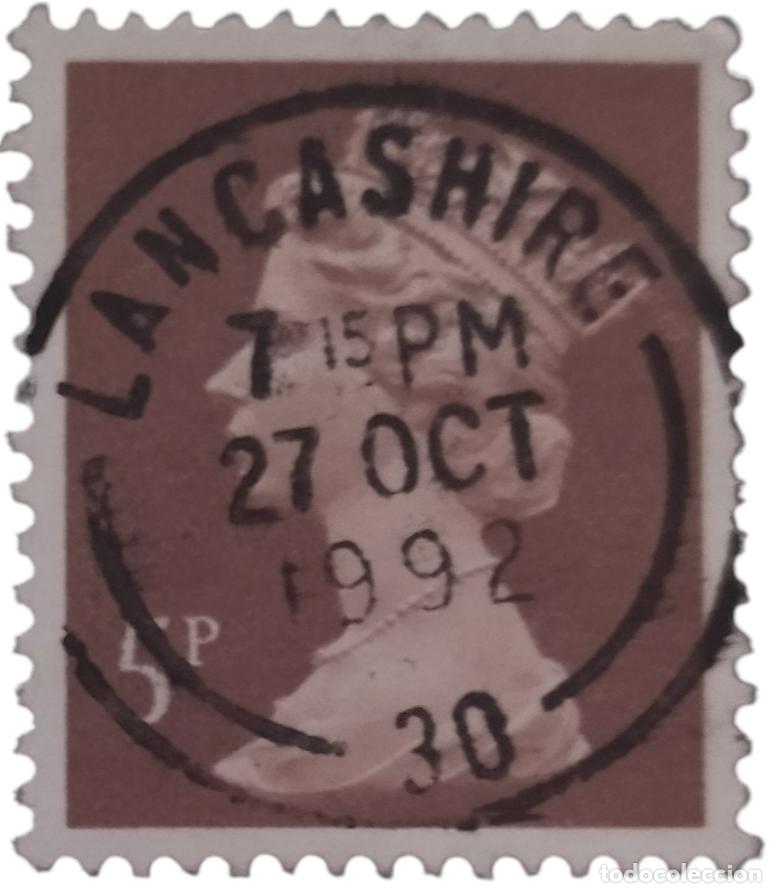 LANCASHIRE
7 15 PM
27 OCT
1992
5P
30
todocoleccion